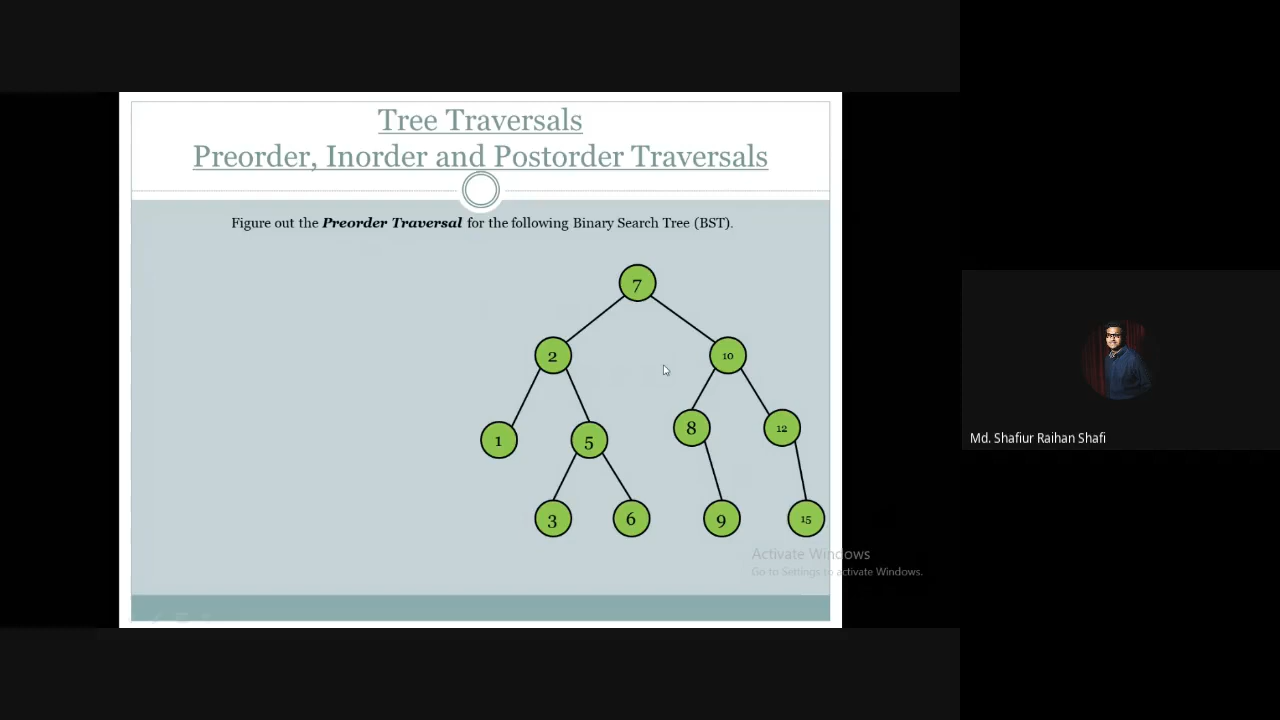 Tree Traversals
Preorder, Inorder and Postorder Traversals
Figure out the Preorder Traversal for the following Binary Search Tree (BST).
7
2
10
1
5
8
12
3
6
9
15
Md. Shafiur Raihan Shafi
Activate Windows
Go to Settings to activate Windows.